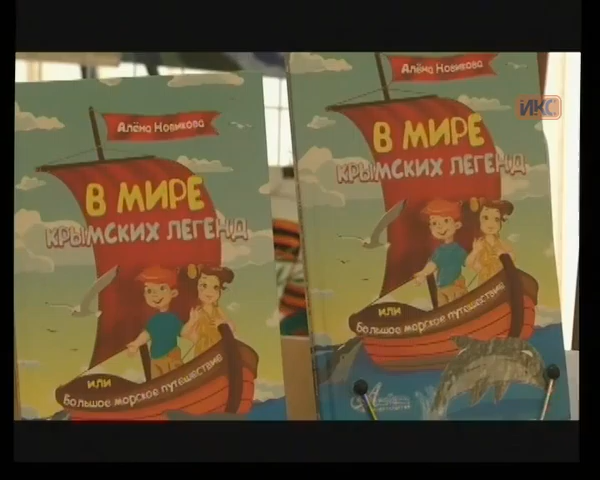 Алёна Новикова
В МИРЕ
КРЫМСКИХ ЛЕГЕНД
или
Большое морское путешествие
Алёна Новикова
В МИРЕ
КРЫМСКИХ ЛЕГЕНД
или
Большое морское путешествие
ИКС